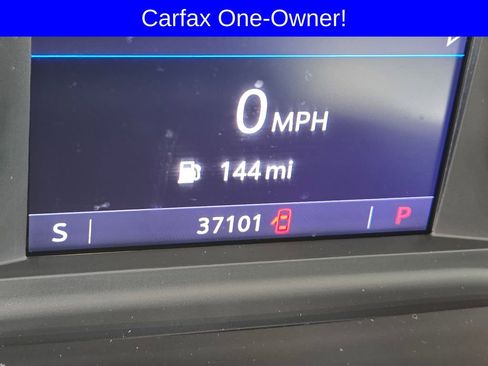 Carfax One-Owner!
0 MPH
144 mi
S 37101 P